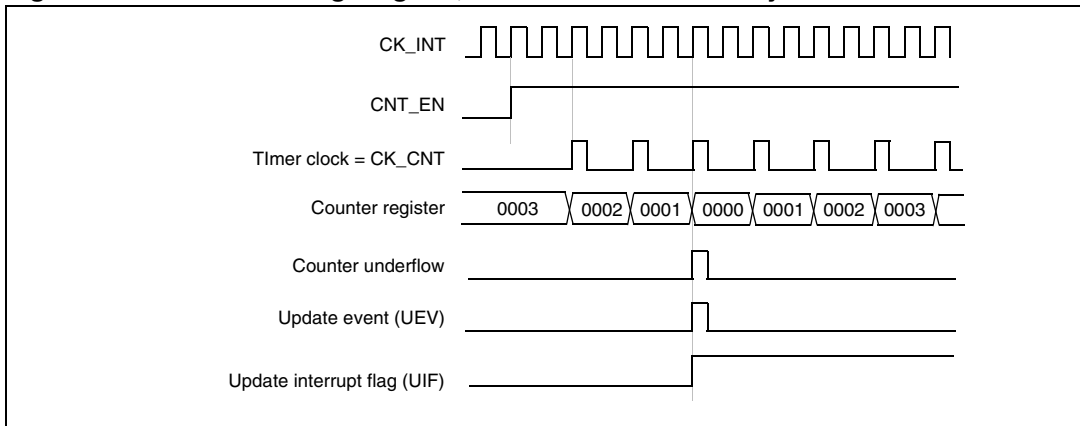 CK_INT
CNT_EN
TImer clock = CK_CNT
Counter register 0003 0002 0001 0000 0001 0002 0003
Counter underflow
Update event (UEV)
Update interrupt flag (UIF)